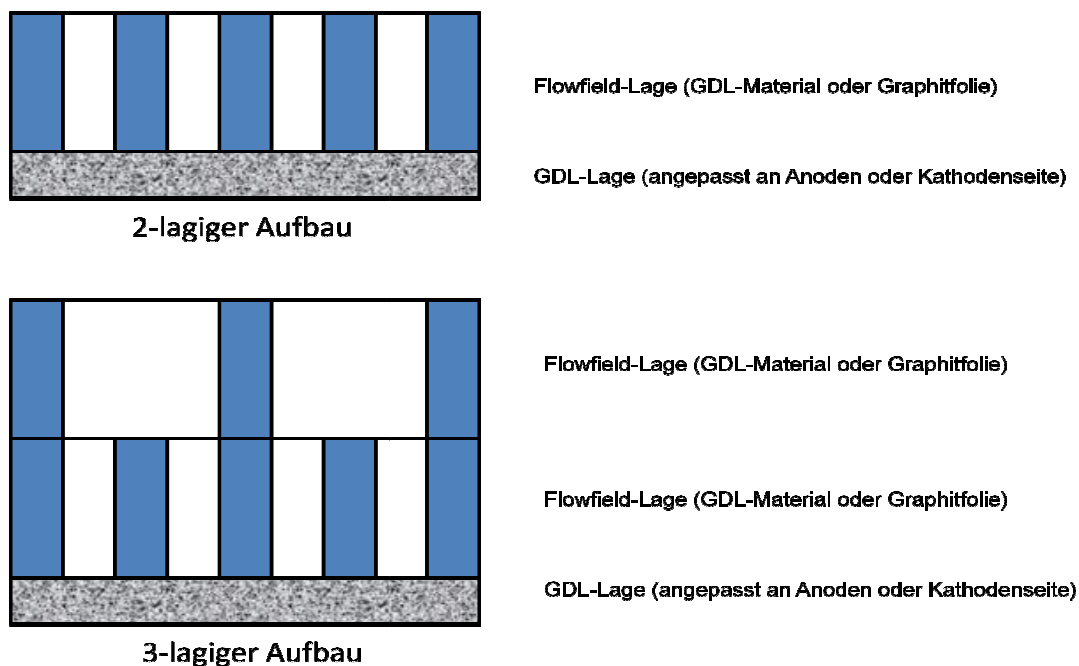 Flowfield-Lage (GDL-Material oder Graphitfolie)
GDL-Lage (angepasst an Anoden oder Kathodenseite)
2-lagiger Aufbau
Flowfield-Lage (GDL-Material oder Graphitfolie)
Flowfield-Lage (GDL-Material oder Graphitfolie)
GDL-Lage (angepasst an Anoden oder Kathodenseite)
3-lagiger Aufbau